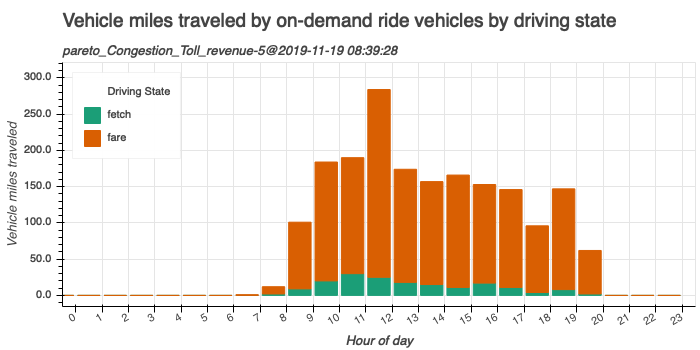 Vehicle miles traveled by on-demand ride vehicles by driving state
pareto_Congestion_Toll_revenue-5@2019-11-19 08:39:28
Vehicle miles traveled
300.0
250.0
200.0
150.0
100.0
50.0
0.0
Driving State
fetch
fare
0 1 2 3 4 5 6 7 8 9 10 11 12 13 14 15 16 17 18 19 20 21 22 23
Hour of day